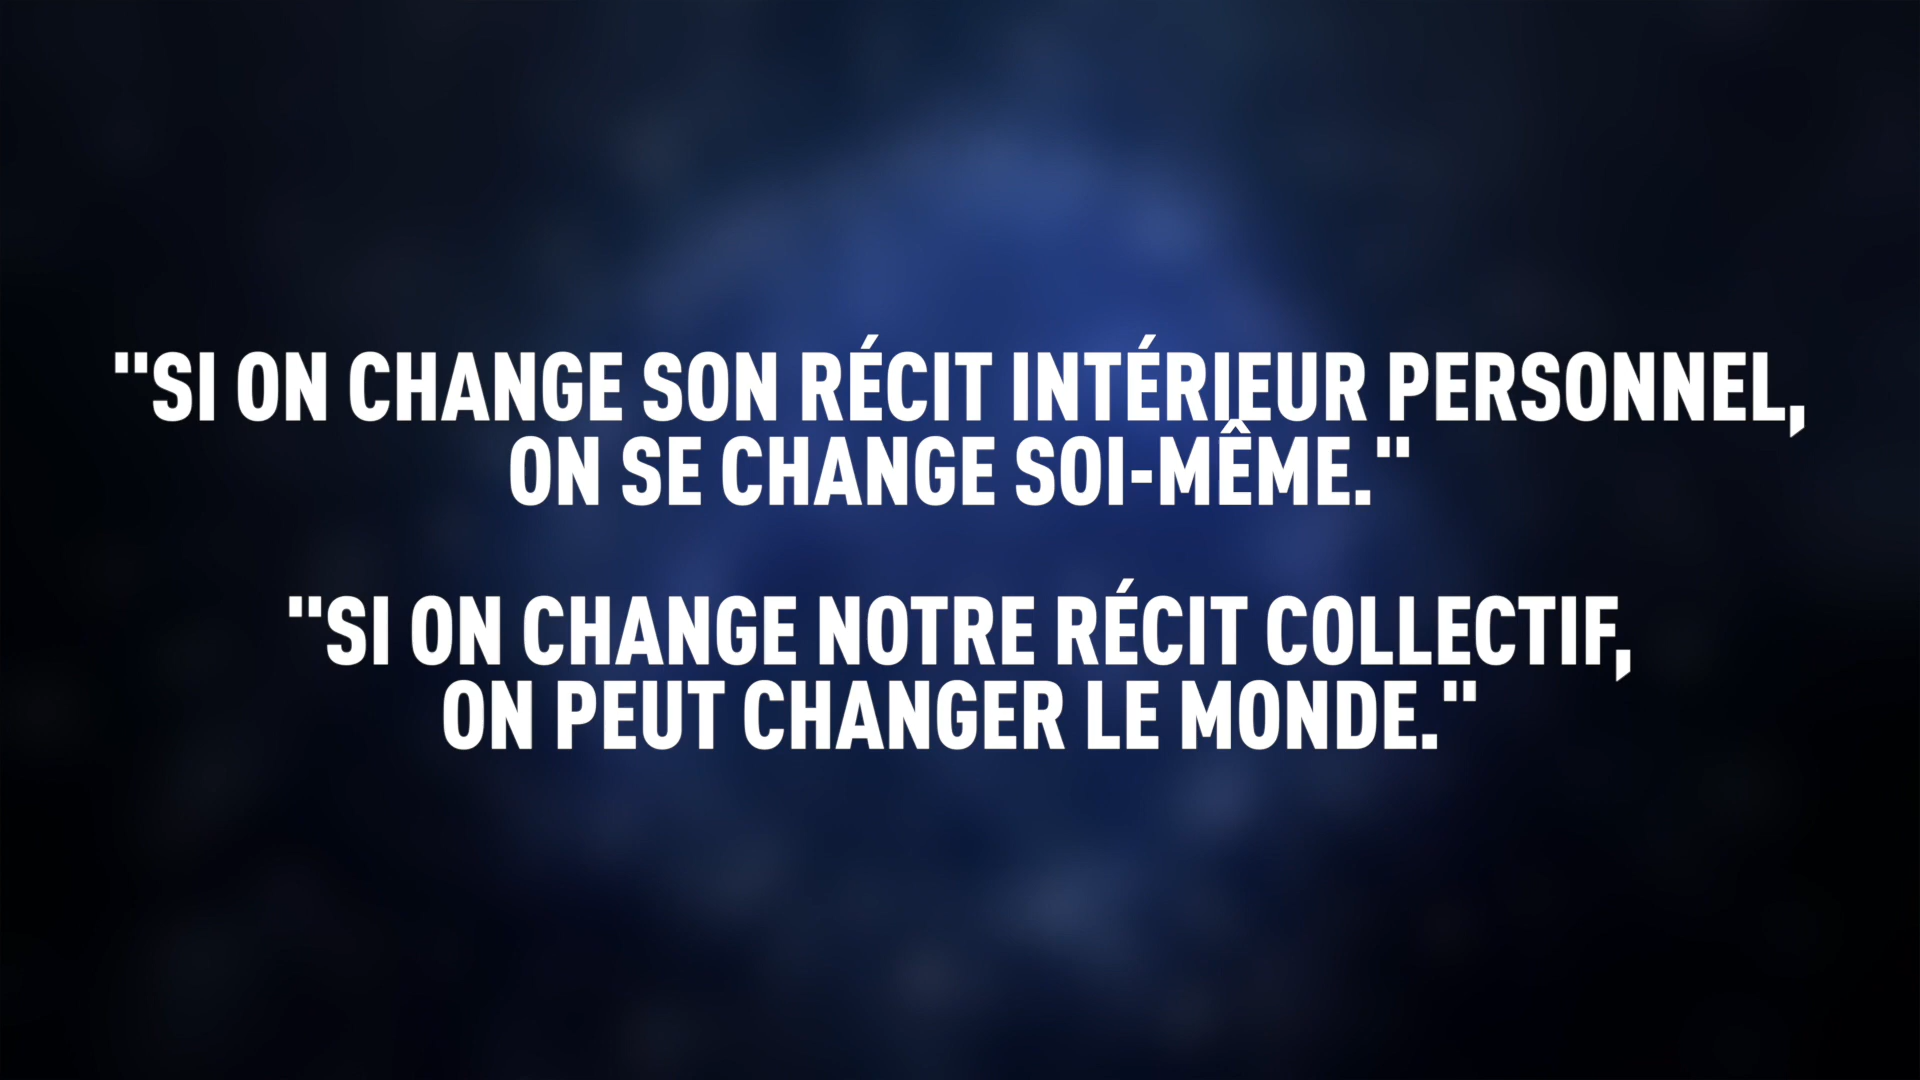 "SI ON CHANGE SON RÉCIT INTÉRIEUR PERSONNEL,
ON SE CHANGE SOI-MÊME."
"SI ON CHANGE NOTRE RÉCIT COLLECTIF,
ON PEUT CHANGER LE MONDE."